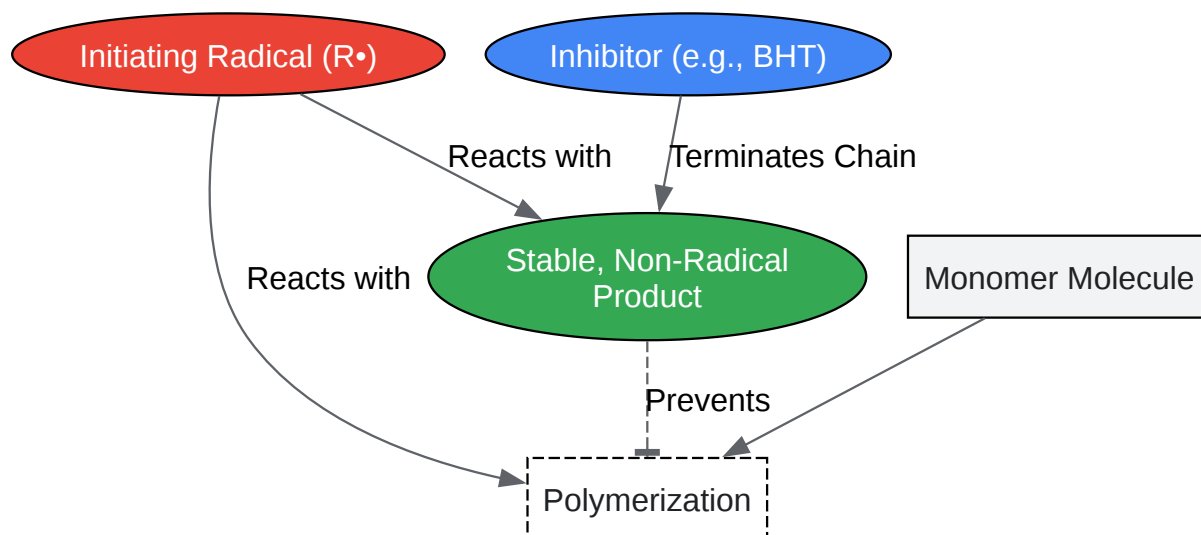 Initiating Radical (R•)
Inhibitor (e.g., BHT)
Reacts with
Terminates Chain
Stable, Non-Radical
Product
Reacts with
Monomer Molecule
Prevents
Polymerization